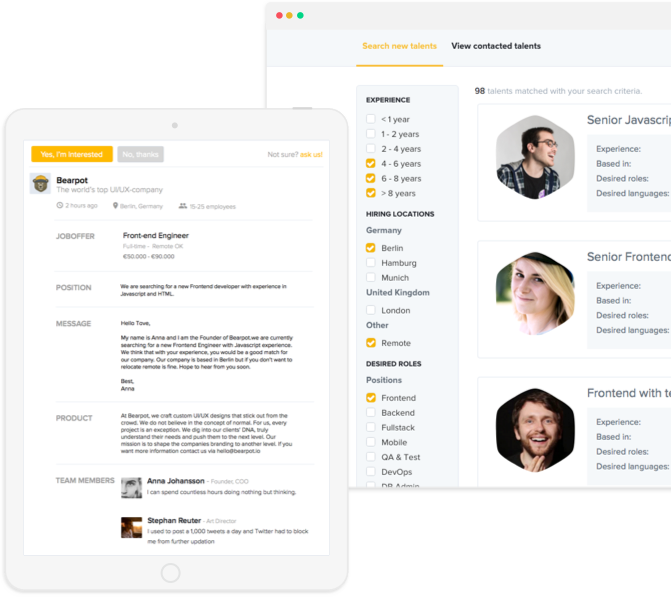 Search new talents View contacted talents
98 talents matched with your search criteria.
EXPERIENCE
< 1 year
1 - 2 years
2 - 4 years
4 - 6 years
6 - 8 years
> 8 years
HIRING LOCATIONS
Germany
Berlin
Hamburg
Munich
United Kingdom
London
Other
Remote
DESIRED ROLES
Positions
Frontend
Backend
Fullstack
Mobile
QA & Test
DevOps
DB Admin
Senior Javascrip
Experience:
Based in:
Desired roles:
Desired languages:
Senior Frontend
Experience:
Based in:
Desired roles:
Desired languages:
Frontend with te
Experience:
Based in:
Desired roles:
Desired languages:
Yes, I'm interested No, thanks Not sure? ask us!
Bearpot
The world's top UI/UX-company
2 hours ago Berlin, Germany 15-25 employees
JOBOFFER Front-end Engineer
Full-time - Remote OK
€50.000 - €90.000
POSITION We are searching for a new Frontend developer with experience in
Javascript and HTML.
MESSAGE Hello Tove,
My name is Anna and I am the Founder of Bearpot.we are currently
searching for a new Frontend Engineer with Javascript experience.
We think that with your experience, you would be a good match for
our company. Our company is based in Berlin but if you don't want to
relocate remote is fine. Hope to hear from you soon.
Best,
Anna
PRODUCT At Bearpot, we craft custom UI/UX designs that stick out from the
crowd. We do not believe in the concept of normal. For us, every
project is an exception. We dig into our clients' DNA, truly
understand their needs and push them to the next level. Our
mission is to shape the companies branding to another level. If you
want more information contact us via hello@bearpot.io
TEAM MEMBERS Anna Johansson - Founder, COO
I can spend countless hours doing nothing but thinking.
Stephan Reuter - Art Director
I used to post a 1,000 tweets a day and Twitter had to block
me from further updation